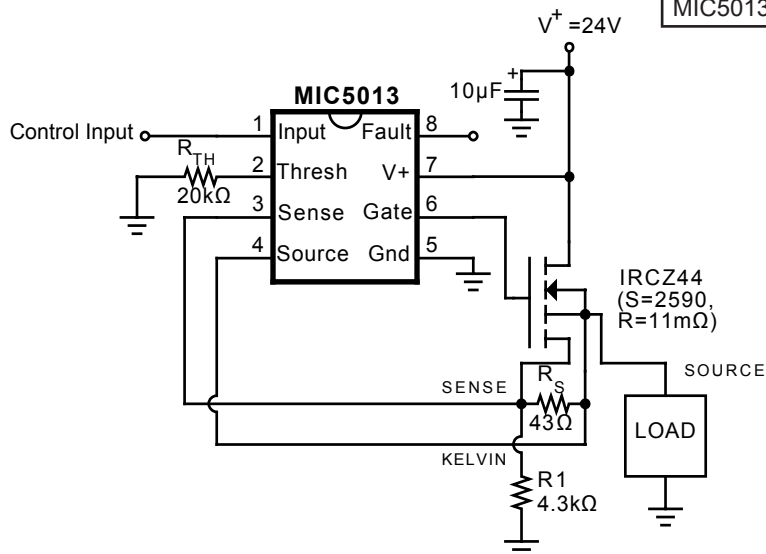 MIC5013
V+ =24V
10µF
+
MIC5013
Control Input
1
Input
Fault
8
RTH
20kΩ
2
Thresh
V+
7
3
Sense
Gate
6
4
Source
Gnd
5
IRCZ44
(S=2590,
R=11mΩ)
SOURCE
SENSE
RS
43Ω
LOAD
KELVIN
R1
4.3kΩ